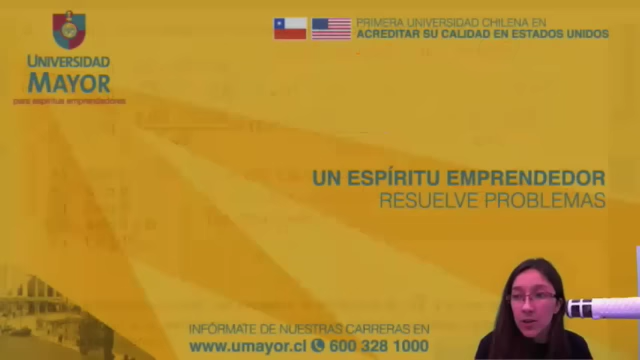 UNIVERSIDAD
MAYOR
para espíritus emprendedores
PRIMERA UNIVERSIDAD CHILENA EN
ACREDITAR SU CALIDAD EN ESTADOS UNIDOS
UN ESPÍRITU EMPRENDEDOR
RESUELVE PROBLEMAS
INFÓRMATE DE NUESTRAS CARRERAS EN
www.umayor.cl 600 328 1000